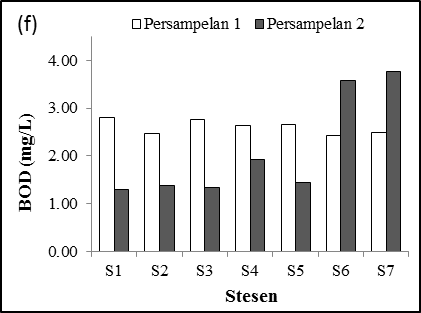 (f)
Persampelan 1 Persampelan 2
BOD (mg/L)
4.00
3.00
2.00
1.00
0.00
S1 S2 S3 S4 S5 S6 S7
Stesen